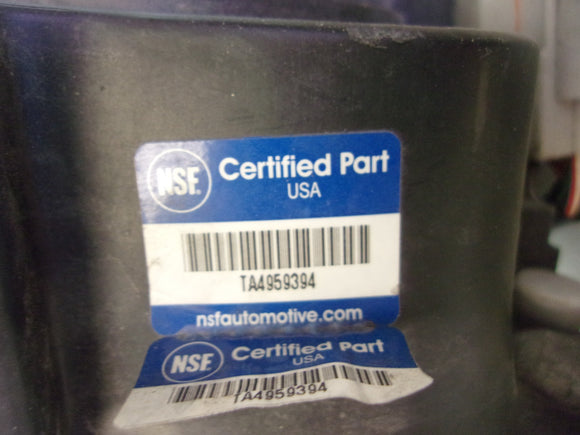 NSF. Certified Part
USA
TA4959394
nsfautomotive.com
NSF. Certified Part
USA
TA4959394